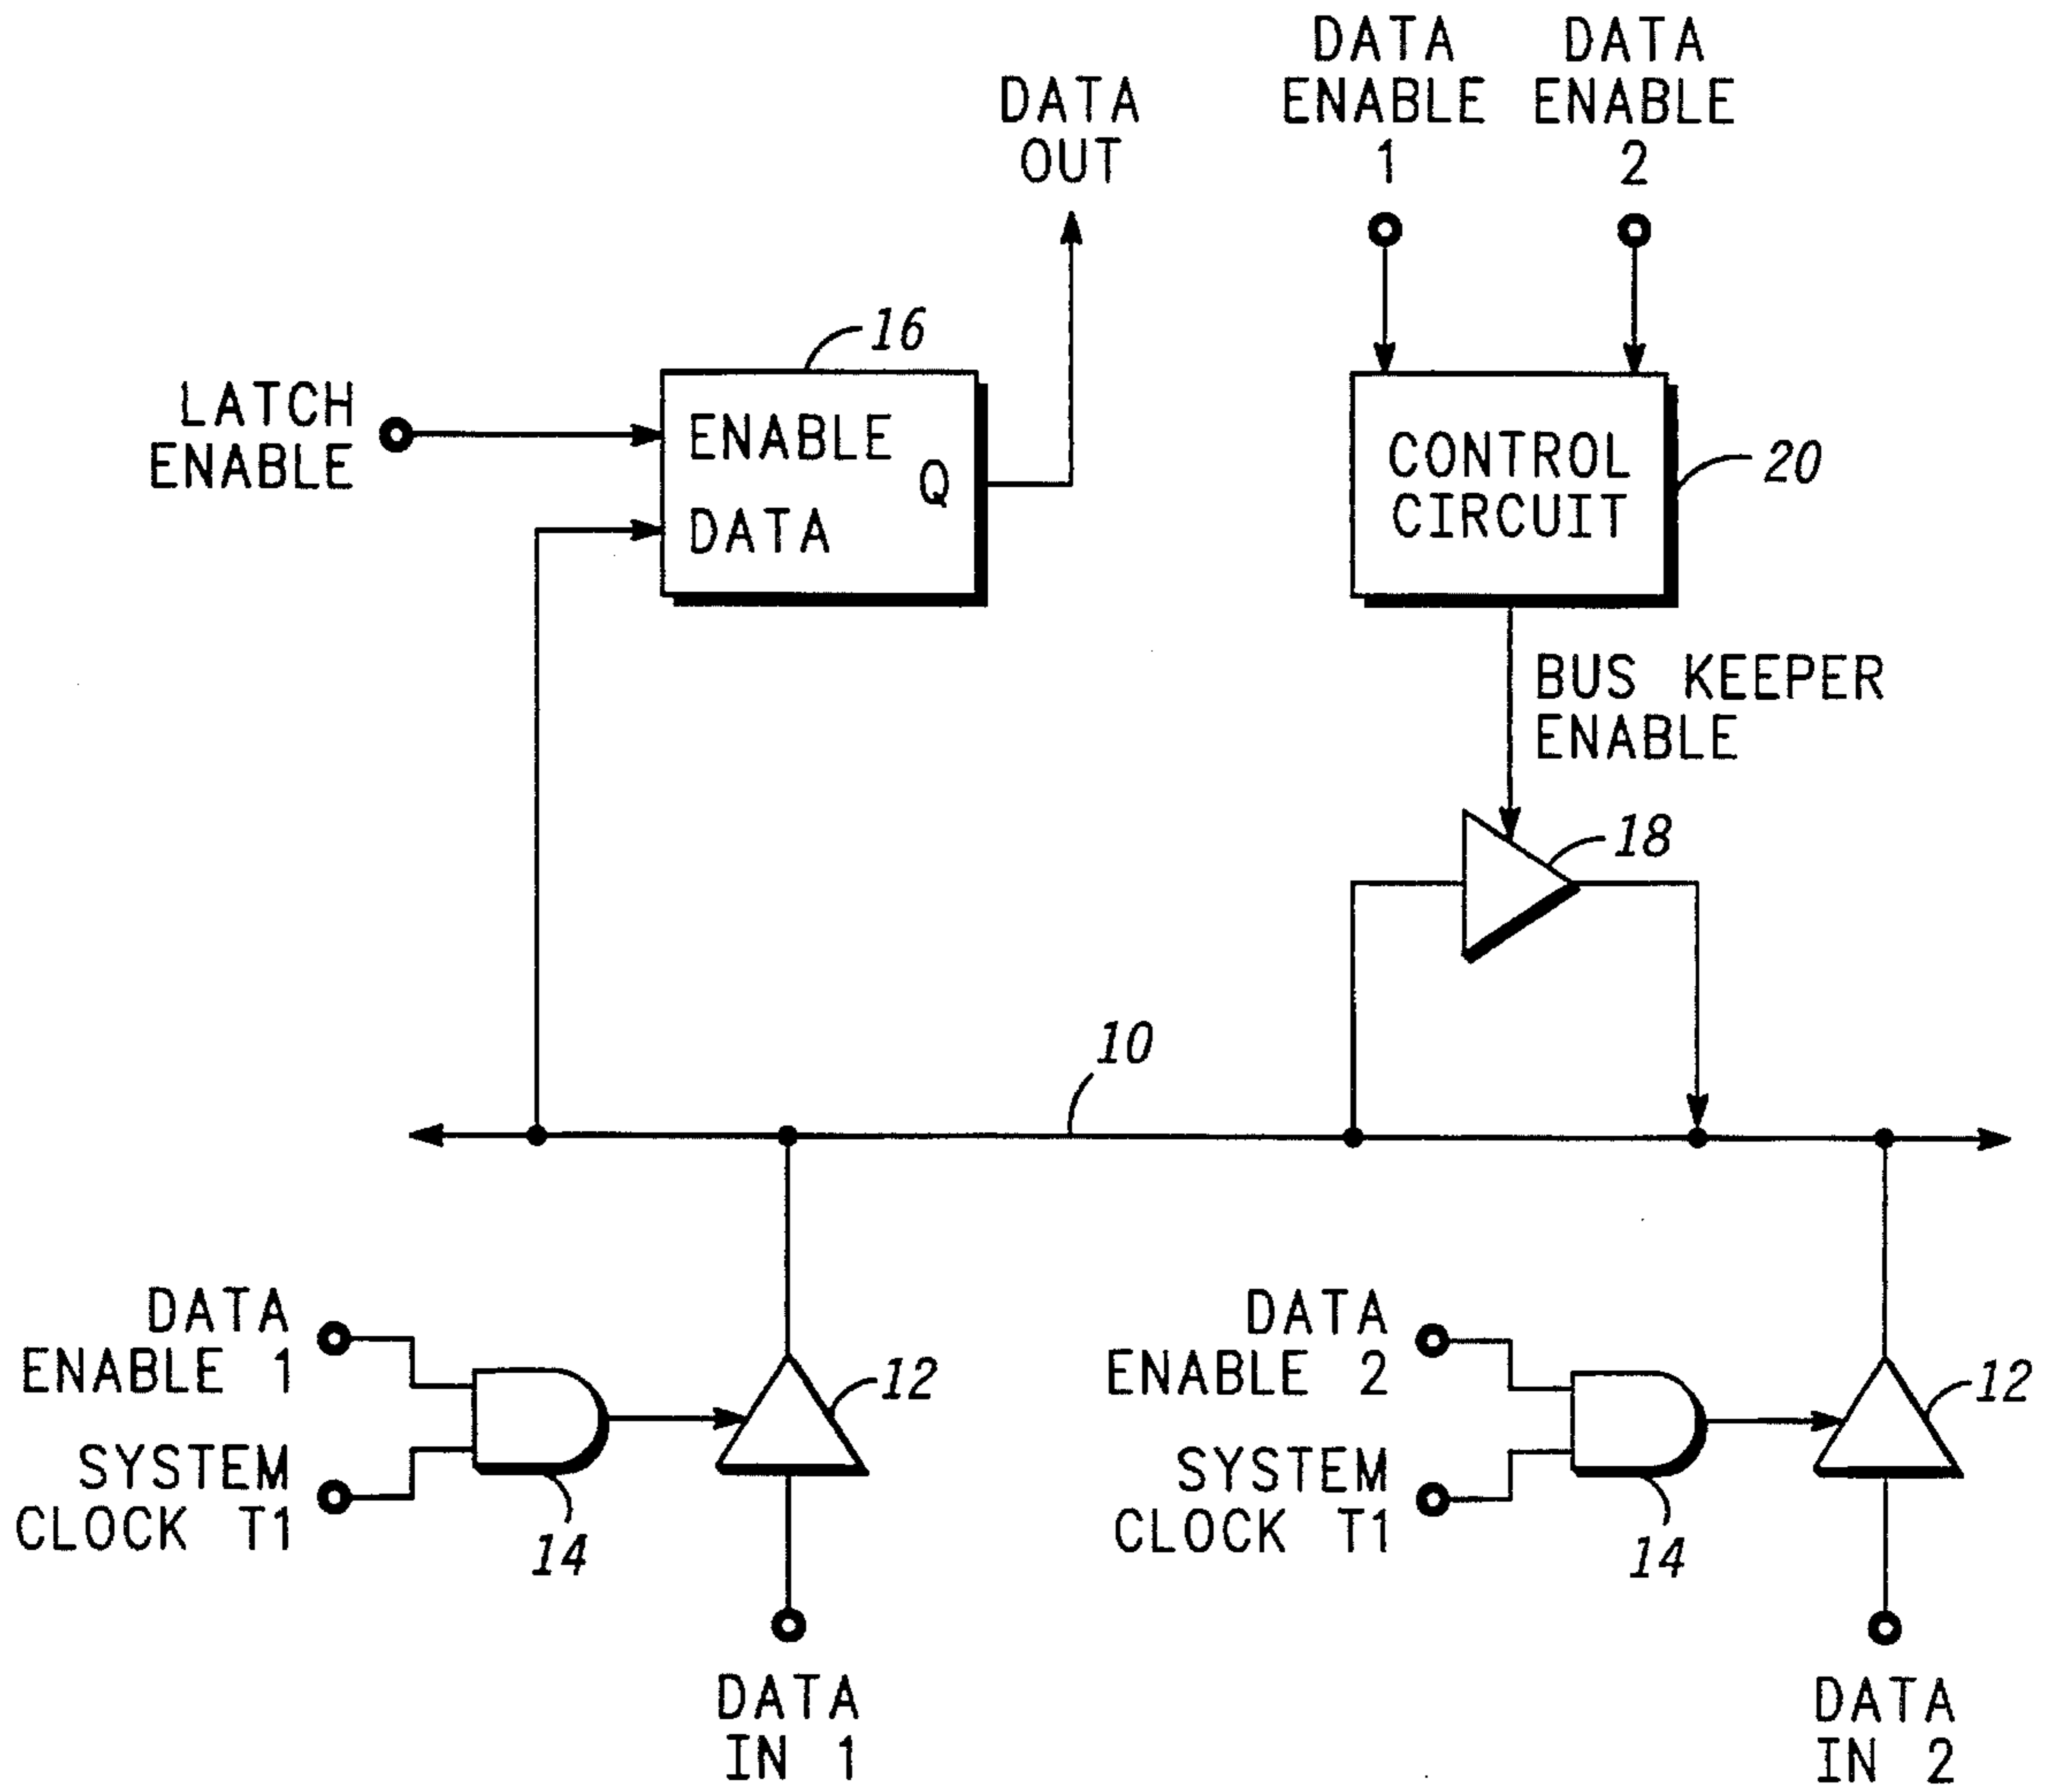 DATA
OUT
DATA
ENABLE
1
DATA
ENABLE
2
16
LATCH
ENABLE
ENABLE
Q
DATA
CONTROL
CIRCUIT
20
BUS KEEPER
ENABLE
18
10
DATA
ENABLE 1
SYSTEM
CLOCK T1
14
12
DATA
IN 1
DATA
ENABLE 2
SYSTEM
CLOCK T1
14
12
DATA
IN 2